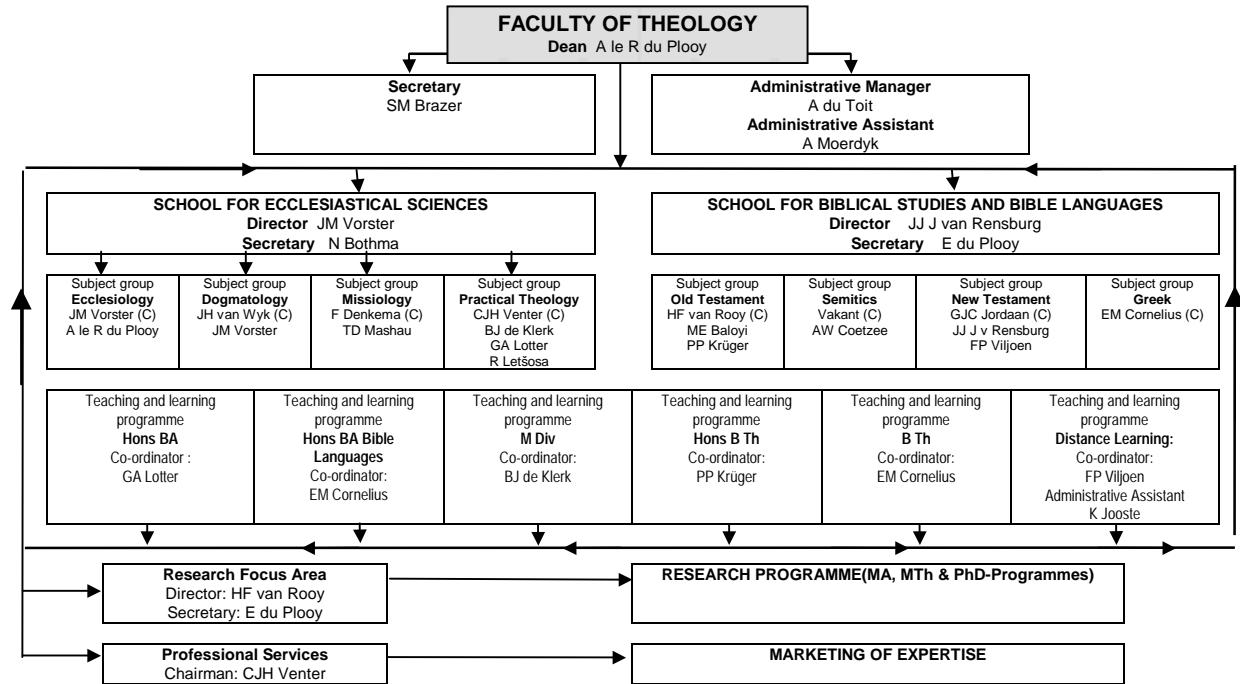 FACULTY OF THEOLOGY
Dean A le R du Plooy
Secretary
SM Brazer
Administrative Manager
A du Toit
Administrative Assistant
A Moerdyk
SCHOOL FOR ECCLESIASTICAL SCIENCES
Director JM Vorster
Secretary N Bothma
SCHOOL FOR BIBLICAL STUDIES AND BIBLE LANGUAGES
Director JJ J van Rensburg
Secretary E du Plooy
Subject group
Ecclesiology
JM Vorster (C)
A le R du Plooy
Subject group
Dogmatology
JH van Wyk (C)
JM Vorster
Subject group
Missiology
F Denkema (C)
TD Mashau
Subject group
Practical Theology
CJH Venter (C)
BJ de Klerk
GA Lotter
R Letšosa
Subject group
Old Testament
HF van Rooy (C)
ME Baloyi
PP Krüger
Subject group
Semitics
Vakant (C)
AW Coetzee
Subject group
New Testament
GJC Jordaan (C)
JJ J v Rensburg
FP Viljoen
Subject group
Greek
EM Cornelius (C)
Teaching and learning
programme
Hons BA
Co-ordinator :
GA Lotter
Teaching and learning
programme
Hons BA Bible
Languages
Co-ordinator:
EM Cornelius
Teaching and learning
programme
M Div
Co-ordinator:
BJ de Klerk
Teaching and learning
programme
Hons B Th
Co-ordinator:
PP Krüger
Teaching and learning
programme
B Th
Co-ordinator:
EM Cornelius
Teaching and learning
programme
Distance Learning:
Co-ordinator:
FP Viljoen
Administrative Assistant
K Jooste
Research Focus Area
Director: HF van Rooy
Secretary: E du Plooy
RESEARCH PROGRAMME(MA, MTh & PhD-Programmes)
Professional Services
Chairman: CJH Venter
MARKETING OF EXPERTISE